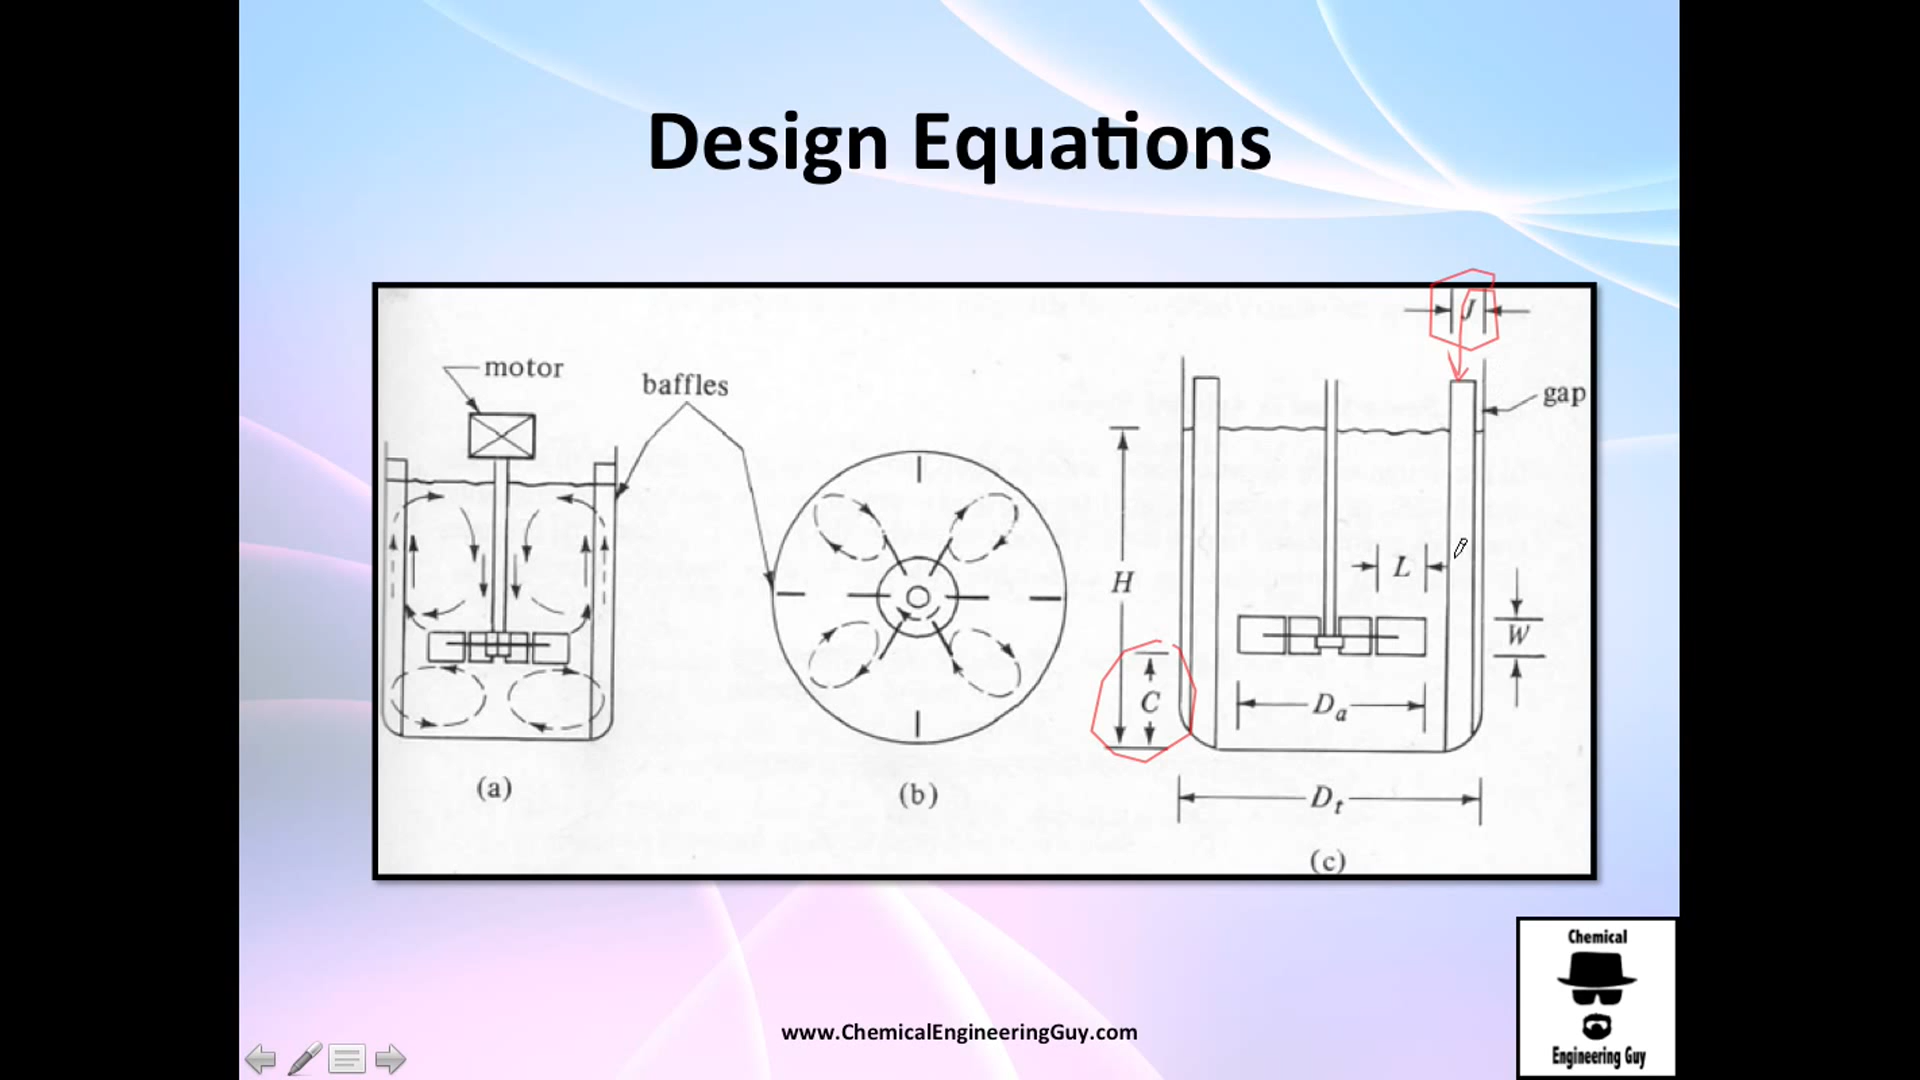 Design Equations
J
motor
baffles
gap
H
L
W
C
Da
Dt
(a)
(b)
(c)
Chemical
Engineering Guy
www.ChemicalEngineeringGuy.com